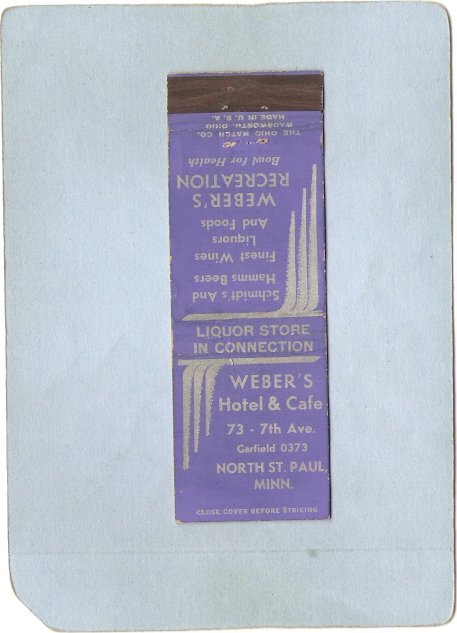 THE OHIO MATCH CO.
WADSWORTH, OHIO
MADE IN U.S.A.
Bowl For Health
WEBER'S
RECREATION
Schmidt's And
Hamms Beers
Finest Wines
Liquors
And Foods
LIQUOR STORE
IN CONNECTION
WEBER'S
Hotel & Cafe
73 - 7th Ave.
Garfield 0373
NORTH ST. PAUL,
MINN.
CLOSE COVER BEFORE STRIKING